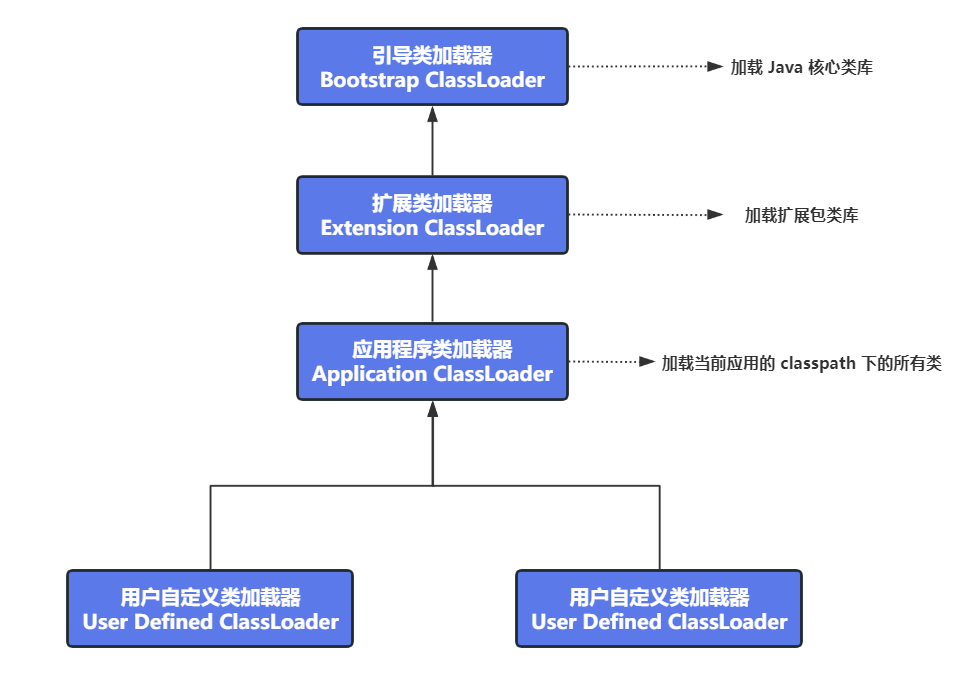 引导类加载器
Bootstrap ClassLoader
加载 Java 核心类库
扩展类加载器
Extension ClassLoader
加载扩展包类库
应用程序类加载器
Application ClassLoader
加载当前应用的 classpath 下的所有类
用户自定义类加载器
User Defined ClassLoader
用户自定义类加载器
User Defined ClassLoader